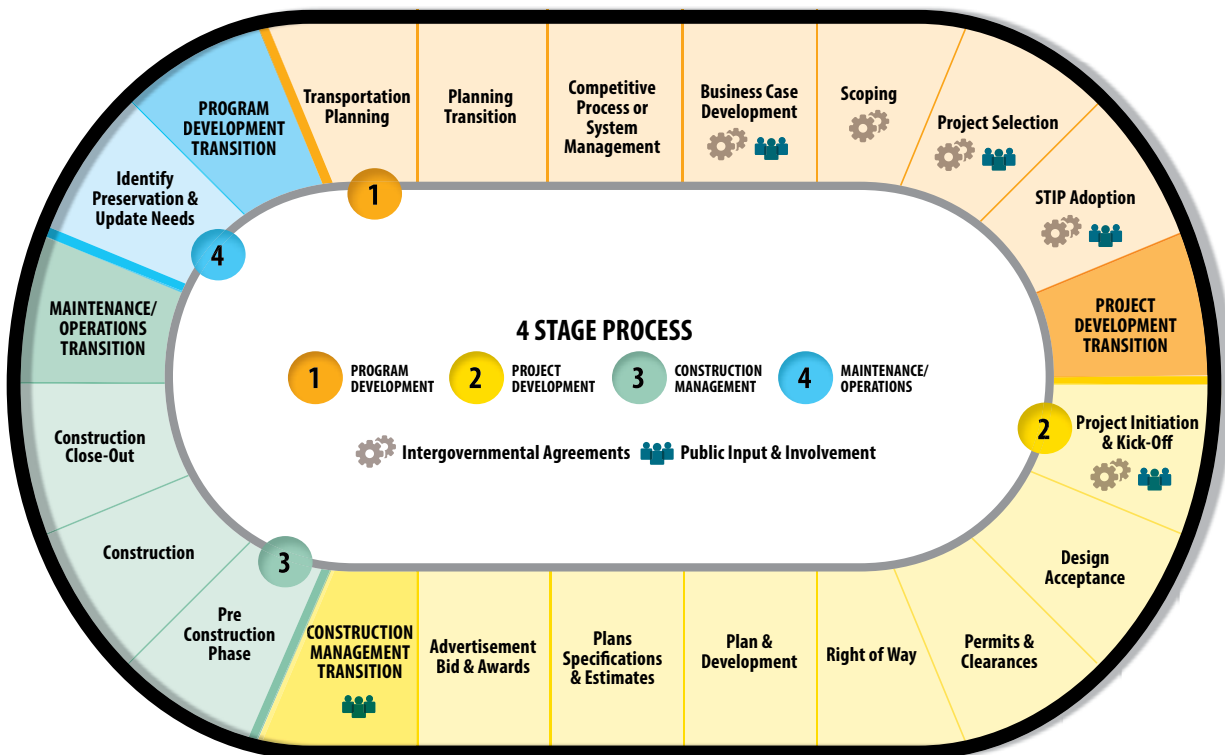 Transportation
Planning
Planning
Transition
Competitive
Process or
System
Management
Business Case
Development
Scoping
Project Selection
STIP Adoption
PROJECT
DEVELOPMENT
TRANSITION
Project Initiation
& Kick-Off
Design
Acceptance
Permits &
Clearances
Right of Way
Plan &
Development
Plans
Specifications
& Estimates
Advertisement
Bid & Awards
CONSTRUCTION
MANAGEMENT
TRANSITION
Pre
Construction
Phase
Construction
Construction
Close-Out
MAINTENANCE/
OPERATIONS
TRANSITION
Identify
Preservation &
Update Needs
PROGRAM
DEVELOPMENT
TRANSITION
1
2
3
4
4 STAGE PROCESS
1 PROGRAM
DEVELOPMENT
2 PROJECT
DEVELOPMENT
3 CONSTRUCTION
MANAGEMENT
4 MAINTENANCE/
OPERATIONS
Intergovernmental Agreements
Public Input & Involvement